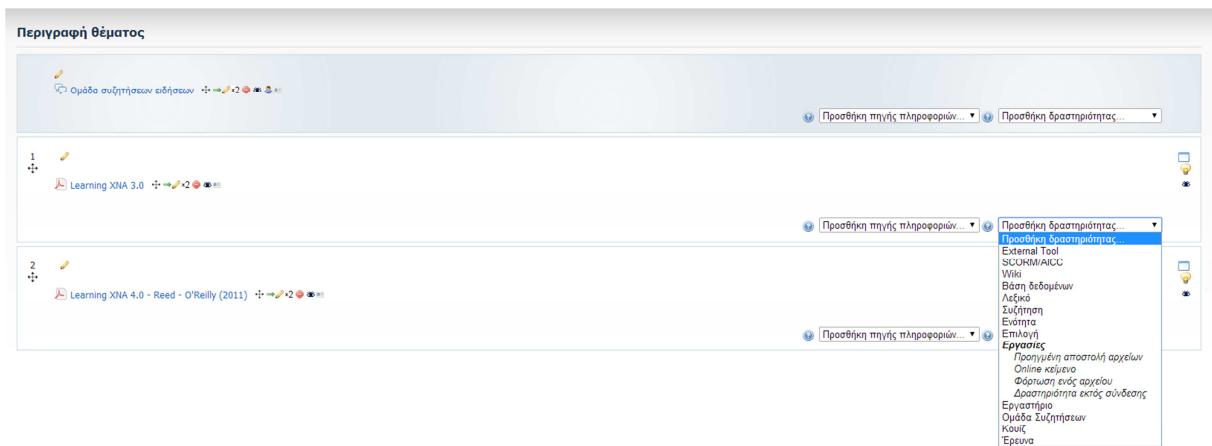 Περιγραφή θέματος
Ομάδα συζητήσεων ειδήσεων ×2
Προσθήκη πηγής πληροφοριών... Προσθήκη δραστηριότητας...
1
Learning XNA 3.0 ×2
Προσθήκη πηγής πληροφοριών... Προσθήκη δραστηριότητας...
Προσθήκη δραστηριότητας...
External Tool
SCORM/AICC
Wiki
Βάση δεδομένων
Λεξικό
Συζήτηση
Ενότητα
Επιλογή
Εργασίες
Προηγμένη αποστολή αρχείων
Online κείμενο
Φόρτωση ενός αρχείου
Δραστηριότητα εκτός σύνδεσης
Εργαστήριο
Ομάδα Συζητήσεων
Κουίζ
Έρευνα
2
Learning XNA 4.0 - Reed - O'Reilly (2011) ×2
Προσθήκη πηγής πληροφοριών...